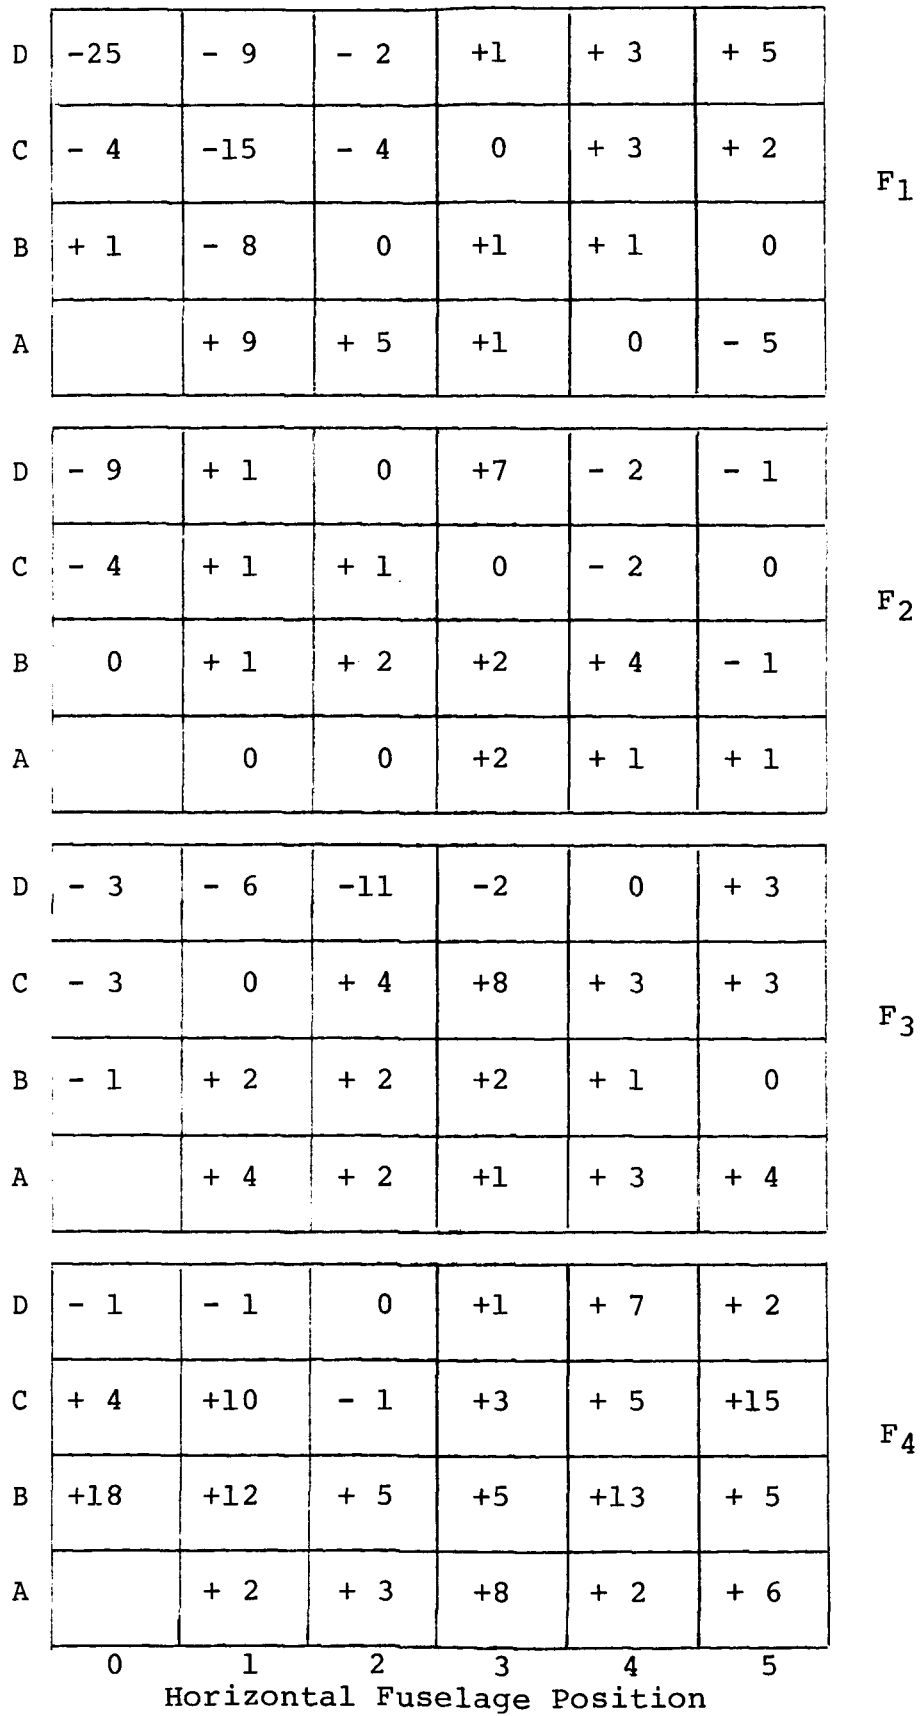 D -25 - 9 - 2 +1 + 3 + 5
C - 4 -15 - 4 0 + 3 + 2
F1
B + 1 - 8 0 +1 + 1 0
A + 9 + 5 +1 0 - 5
D - 9 + 1 0 +7 - 2 - 1
C - 4 + 1 + 1 0 - 2 0
F2
B 0 + 1 + 2 +2 + 4 - 1
A 0 0 +2 + 1 + 1
D - 3 - 6 -11 -2 0 + 3
C - 3 0 + 4 +8 + 3 + 3
F3
B - 1 + 2 + 2 +2 + 1 0
A + 4 + 2 +1 + 3 + 4
D - 1 - 1 0 +1 + 7 + 2
C + 4 +10 - 1 +3 + 5 +15
F4
B +18 +12 + 5 +5 +13 + 5
A + 2 + 3 +8 + 2 + 6
0 1 2 3 4 5
Horizontal Fuselage Position